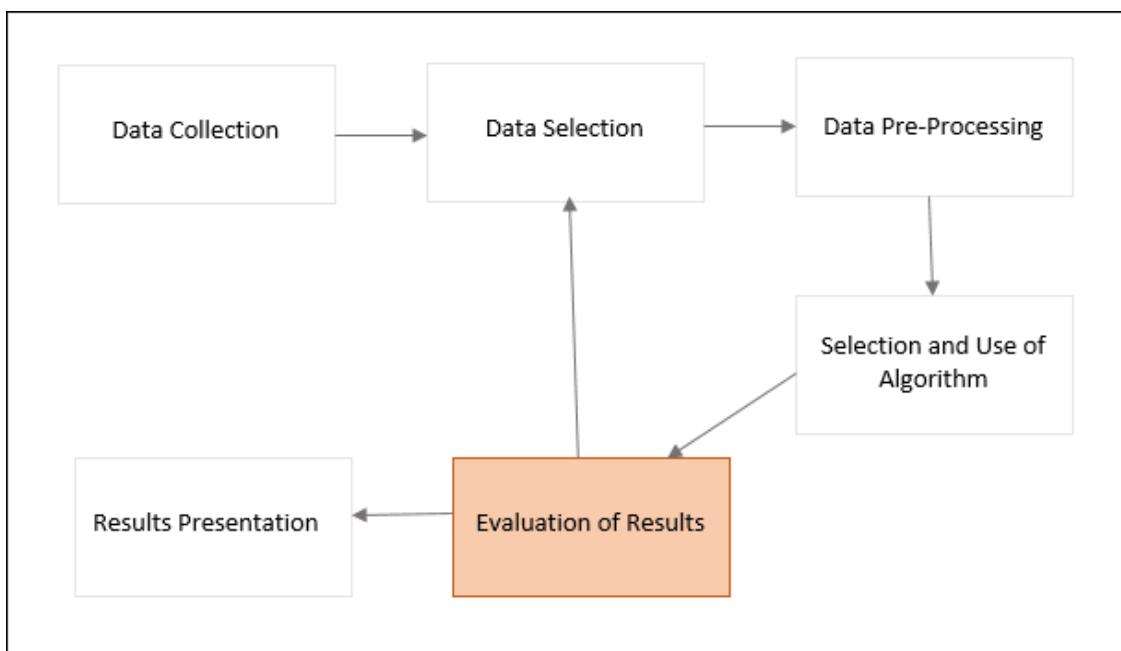 Data Collection
Data Selection
Data Pre-Processing
Selection and Use of
Algorithm
Results Presentation
Evaluation of Results